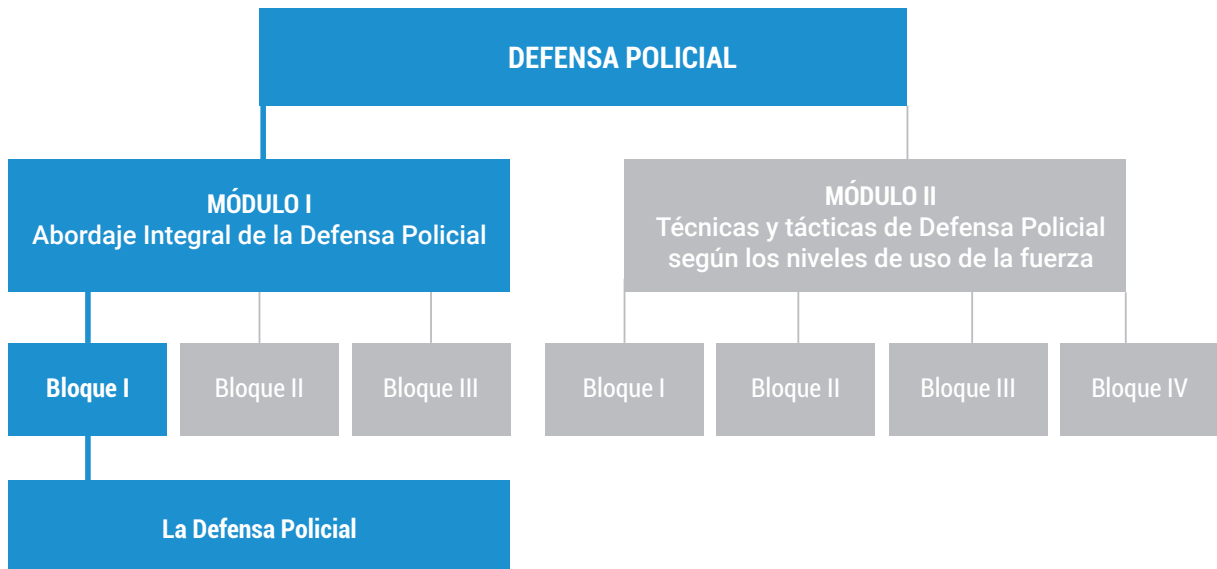 DEFENSA POLICIAL
MÓDULO I
Abordaje Integral de la Defensa Policial
MÓDULO II
Técnicas y tácticas de Defensa Policial
según los niveles de uso de la fuerza
Bloque I
Bloque II
Bloque III
Bloque I
Bloque II
Bloque III
Bloque IV
La Defensa Policial